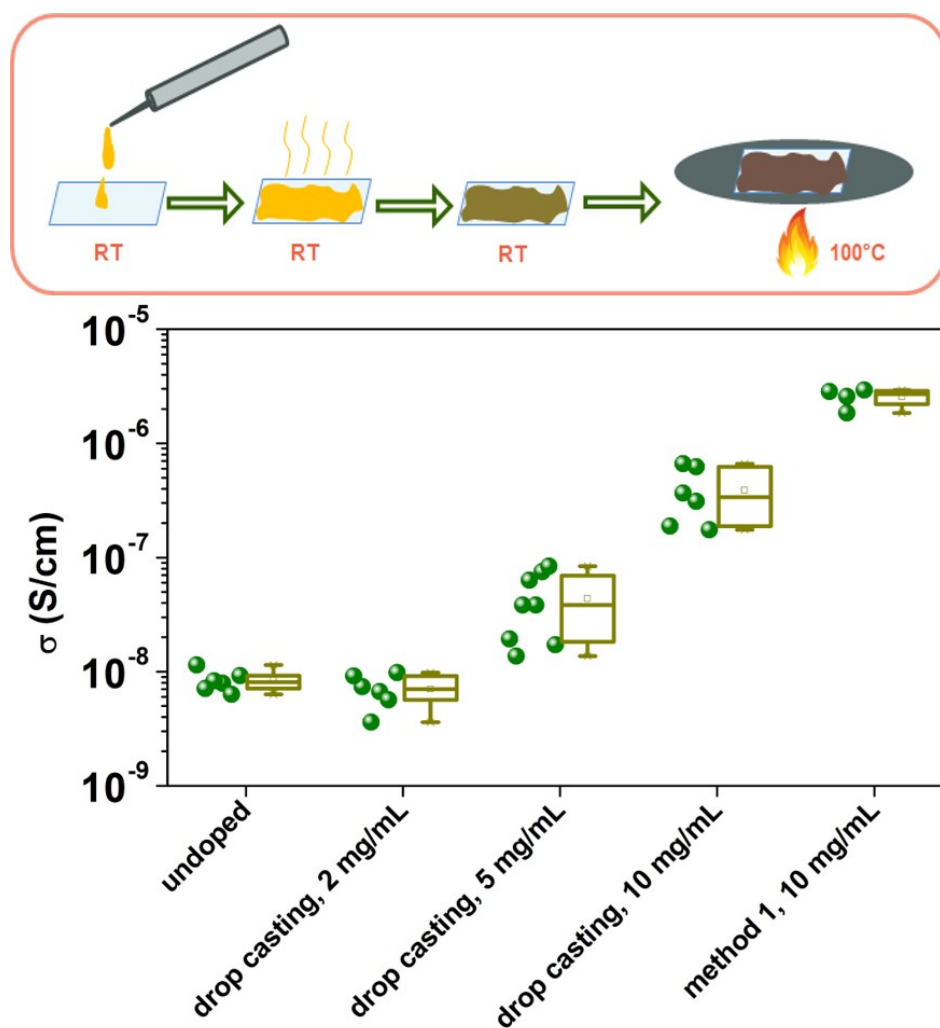 RT
RT
RT
100°C
10⁻⁵
10⁻⁶
10⁻⁷
10⁻⁸
10⁻⁹
σ (S/cm)
undoped
drop casting, 2 mg/mL
drop casting, 5 mg/mL
drop casting, 10 mg/mL
method 1, 10 mg/mL